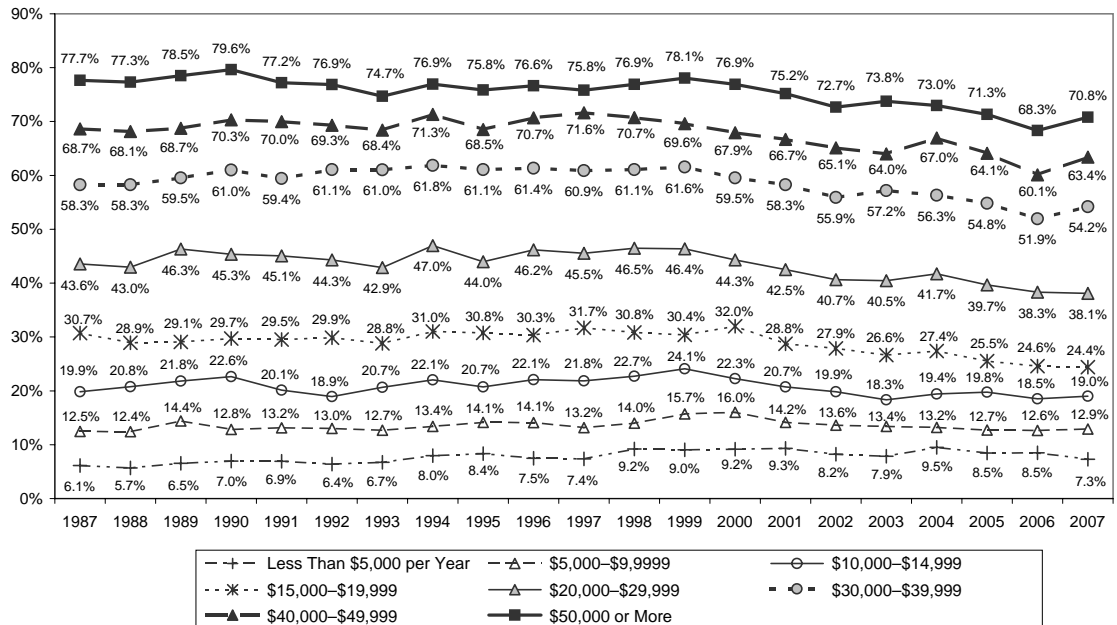 90%
80%
70%
60%
50%
40%
30%
20%
10%
0%
77.7% 77.3% 78.5% 79.6% 77.2% 76.9% 74.7% 76.9% 75.8% 76.6% 75.8% 76.9% 78.1% 76.9% 75.2% 72.7% 73.8% 73.0% 71.3% 68.3% 70.8%
68.7% 68.1% 68.7% 70.3% 70.0% 69.3% 68.4% 71.3% 68.5% 70.7% 71.6% 70.7% 69.6% 67.9% 66.7% 65.1% 64.0% 67.0% 64.1% 60.1% 63.4%
58.3% 58.3% 59.5% 61.0% 59.4% 61.1% 61.0% 61.8% 61.1% 61.4% 60.9% 61.1% 61.6% 59.5% 58.3% 55.9% 57.2% 56.3% 54.8% 51.9% 54.2%
43.6% 43.0% 46.3% 45.3% 45.1% 44.3% 42.9% 47.0% 44.0% 46.2% 45.5% 46.5% 46.4% 44.3% 42.5% 40.7% 40.5% 41.7% 39.7% 38.3% 38.1%
30.7% 28.9% 29.1% 29.7% 29.5% 29.9% 28.8% 31.0% 30.8% 30.3% 31.7% 30.8% 30.4% 32.0% 28.8% 27.9% 26.6% 27.4% 25.5% 24.6% 24.4%
19.9% 20.8% 21.8% 22.6% 20.1% 18.9% 20.7% 22.1% 20.7% 22.1% 21.8% 22.7% 24.1% 22.3% 20.7% 19.9% 18.3% 19.4% 19.8% 18.5% 19.0%
12.5% 12.4% 14.4% 12.8% 13.2% 13.0% 12.7% 13.4% 14.1% 14.1% 13.2% 14.0% 15.7% 16.0% 14.2% 13.6% 13.4% 13.2% 12.7% 12.6% 12.9%
6.1% 5.7% 6.5% 7.0% 6.9% 6.4% 6.7% 8.0% 8.4% 7.5% 7.4% 9.2% 9.0% 9.2% 9.3% 8.2% 7.9% 9.5% 8.5% 8.5% 7.3%
1987 1988 1989 1990 1991 1992 1993 1994 1995 1996 1997 1998 1999 2000 2001 2002 2003 2004 2005 2006 2007
Less Than $5,000 per Year $5,000–$9,9999 $10,000–$14,999
$15,000–$19,999 $20,000–$29,999 $30,000–$39,999
$40,000–$49,999 $50,000 or More